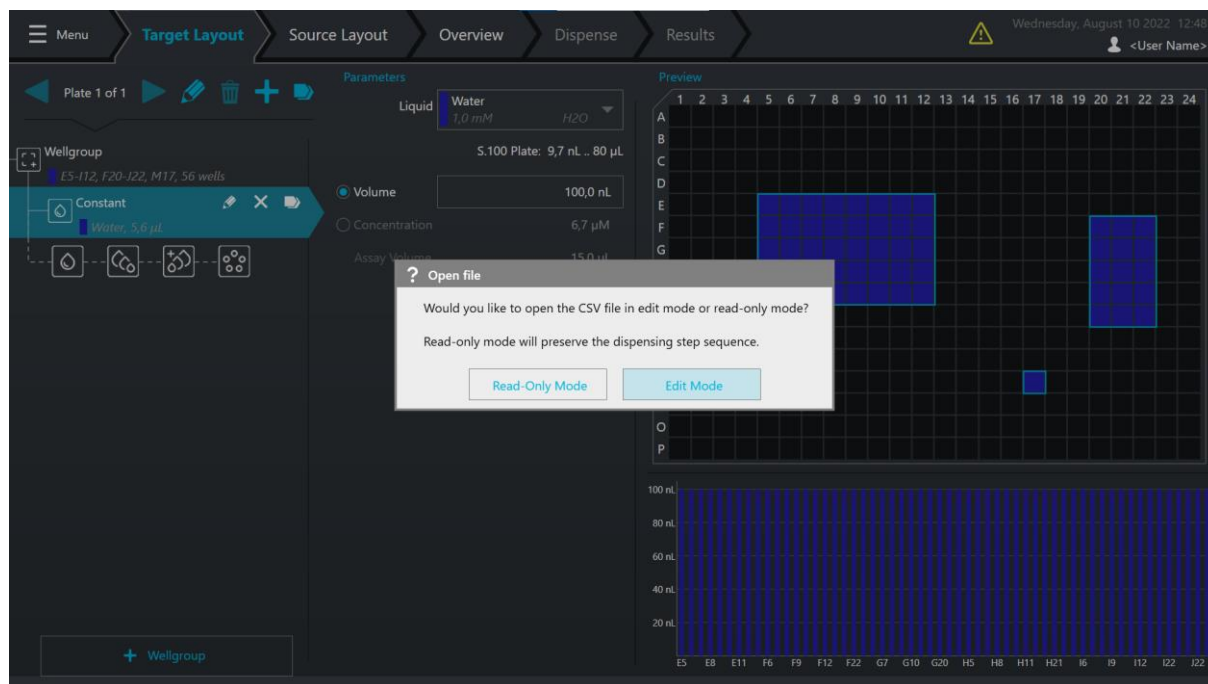 Menu
Target Layout
Source Layout
Overview
Dispense
Results
Wednesday, August 10 2022 12:48
<User Name>
Plate 1 of 1
Wellgroup
E5-I12, F20-J22, M17, 56 wells
Constant
Water, 5,6 µL
+ Wellgroup
Parameters
Liquid
Water
1,0 mM H2O
S.100 Plate: 9,7 nL .. 80 µL
Volume 100,0 nL
Concentration 6,7 µM
Assay Volume 15,0 µL
? Open file
Would you like to open the CSV file in edit mode or read-only mode?
Read-only mode will preserve the dispensing step sequence.
Read-Only Mode
Edit Mode
Preview
1 2 3 4 5 6 7 8 9 10 11 12 13 14 15 16 17 18 19 20 21 22 23 24
A
B
C
D
E
F
G
O
P
100 nL
80 nL
60 nL
40 nL
20 nL
E5 E8 E11 F6 F9 F12 F22 G7 G10 G20 H5 H8 H11 H21 I6 I9 I12 I22 J22